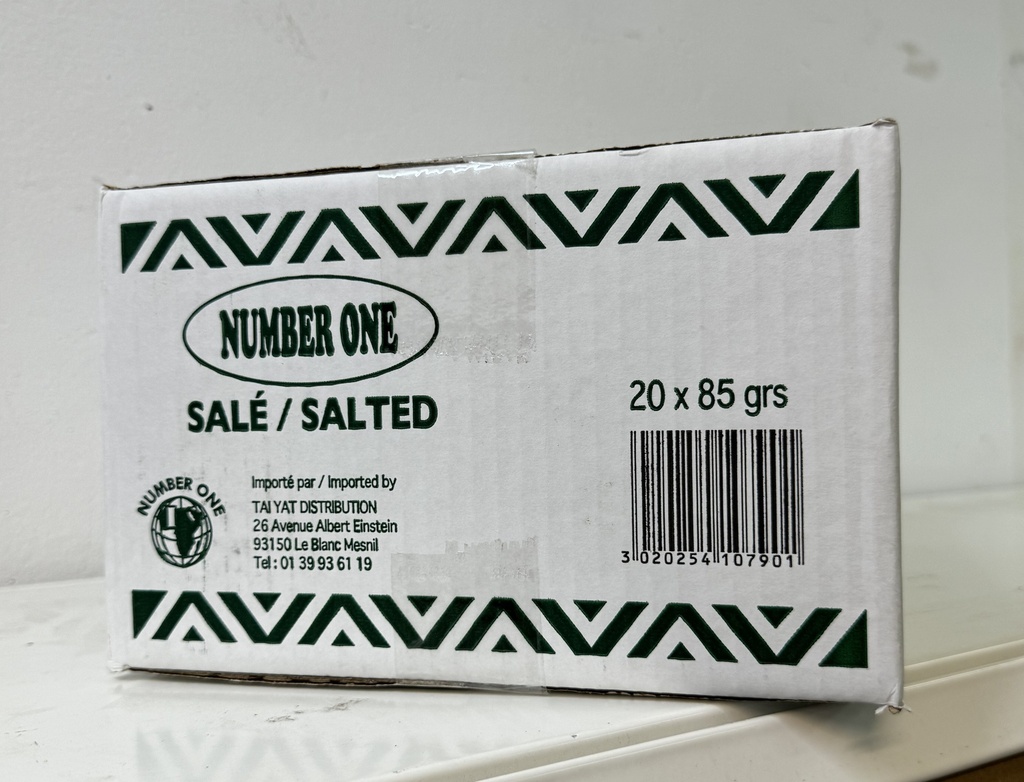 NUMBER ONE
SALÉ / SALTED
20 x 85 grs
NUMBER ONE
Importé par / Imported by
TAI YAT DISTRIBUTION
26 Avenue Albert Einstein
93150 Le Blanc Mesnil
Tel : 01 39 93 61 19
3 020254 107901